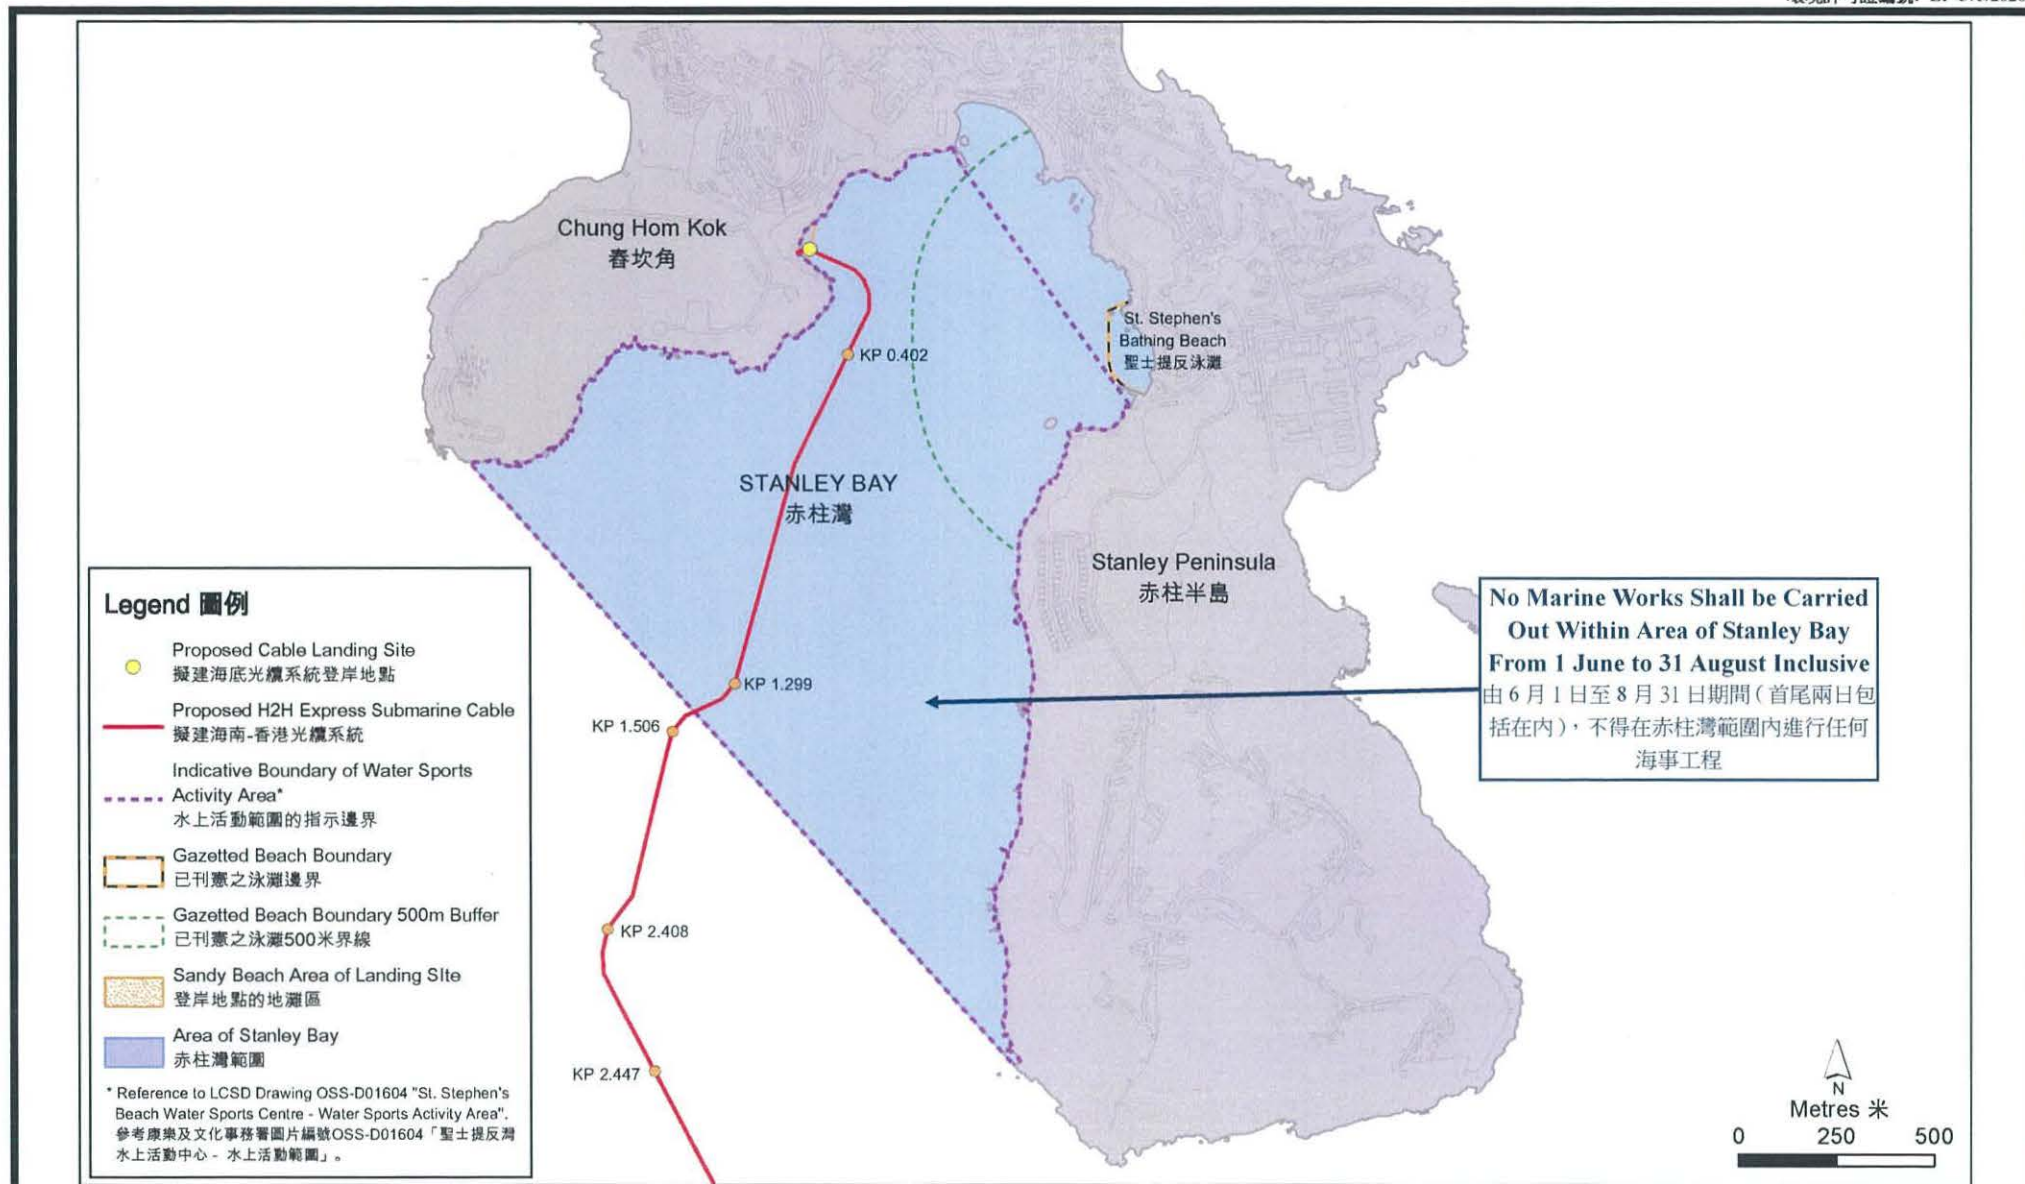 Chung Hom Kok
舂坎角
KP 0.402
St. Stephen's
Bathing Beach
聖士提反泳灘
STANLEY BAY
赤柱灣
Stanley Peninsula
赤柱半島
KP 1.299
KP 1.506
KP 2.408
KP 2.447
No Marine Works Shall be Carried
Out Within Area of Stanley Bay
From 1 June to 31 August Inclusive
由 6 月 1 日至 8 月 31 日期間（首尾兩日包
括在內），不得在赤柱灣範圍內進行任何
海事工程
Legend 圖例
Proposed Cable Landing Site
擬建海底光纜系統登岸地點
Proposed H2H Express Submarine Cable
擬建海南-香港光纜系統
Indicative Boundary of Water Sports
Activity Area*
水上活動範圍的指示邊界
Gazetted Beach Boundary
已刊憲之泳灘邊界
Gazetted Beach Boundary 500m Buffer
已刊憲之泳灘500米界線
Sandy Beach Area of Landing SIte
登岸地點的地灘區
Area of Stanley Bay
赤柱灣範圍
* Reference to LCSD Drawing OSS-D01604 "St. Stephen's
Beach Water Sports Centre - Water Sports Activity Area".
參考康樂及文化事務署圖片編號OSS-D01604「聖士提反灣
水上活動中心 - 水上活動範圍」。
N
Metres 米
0 250 500